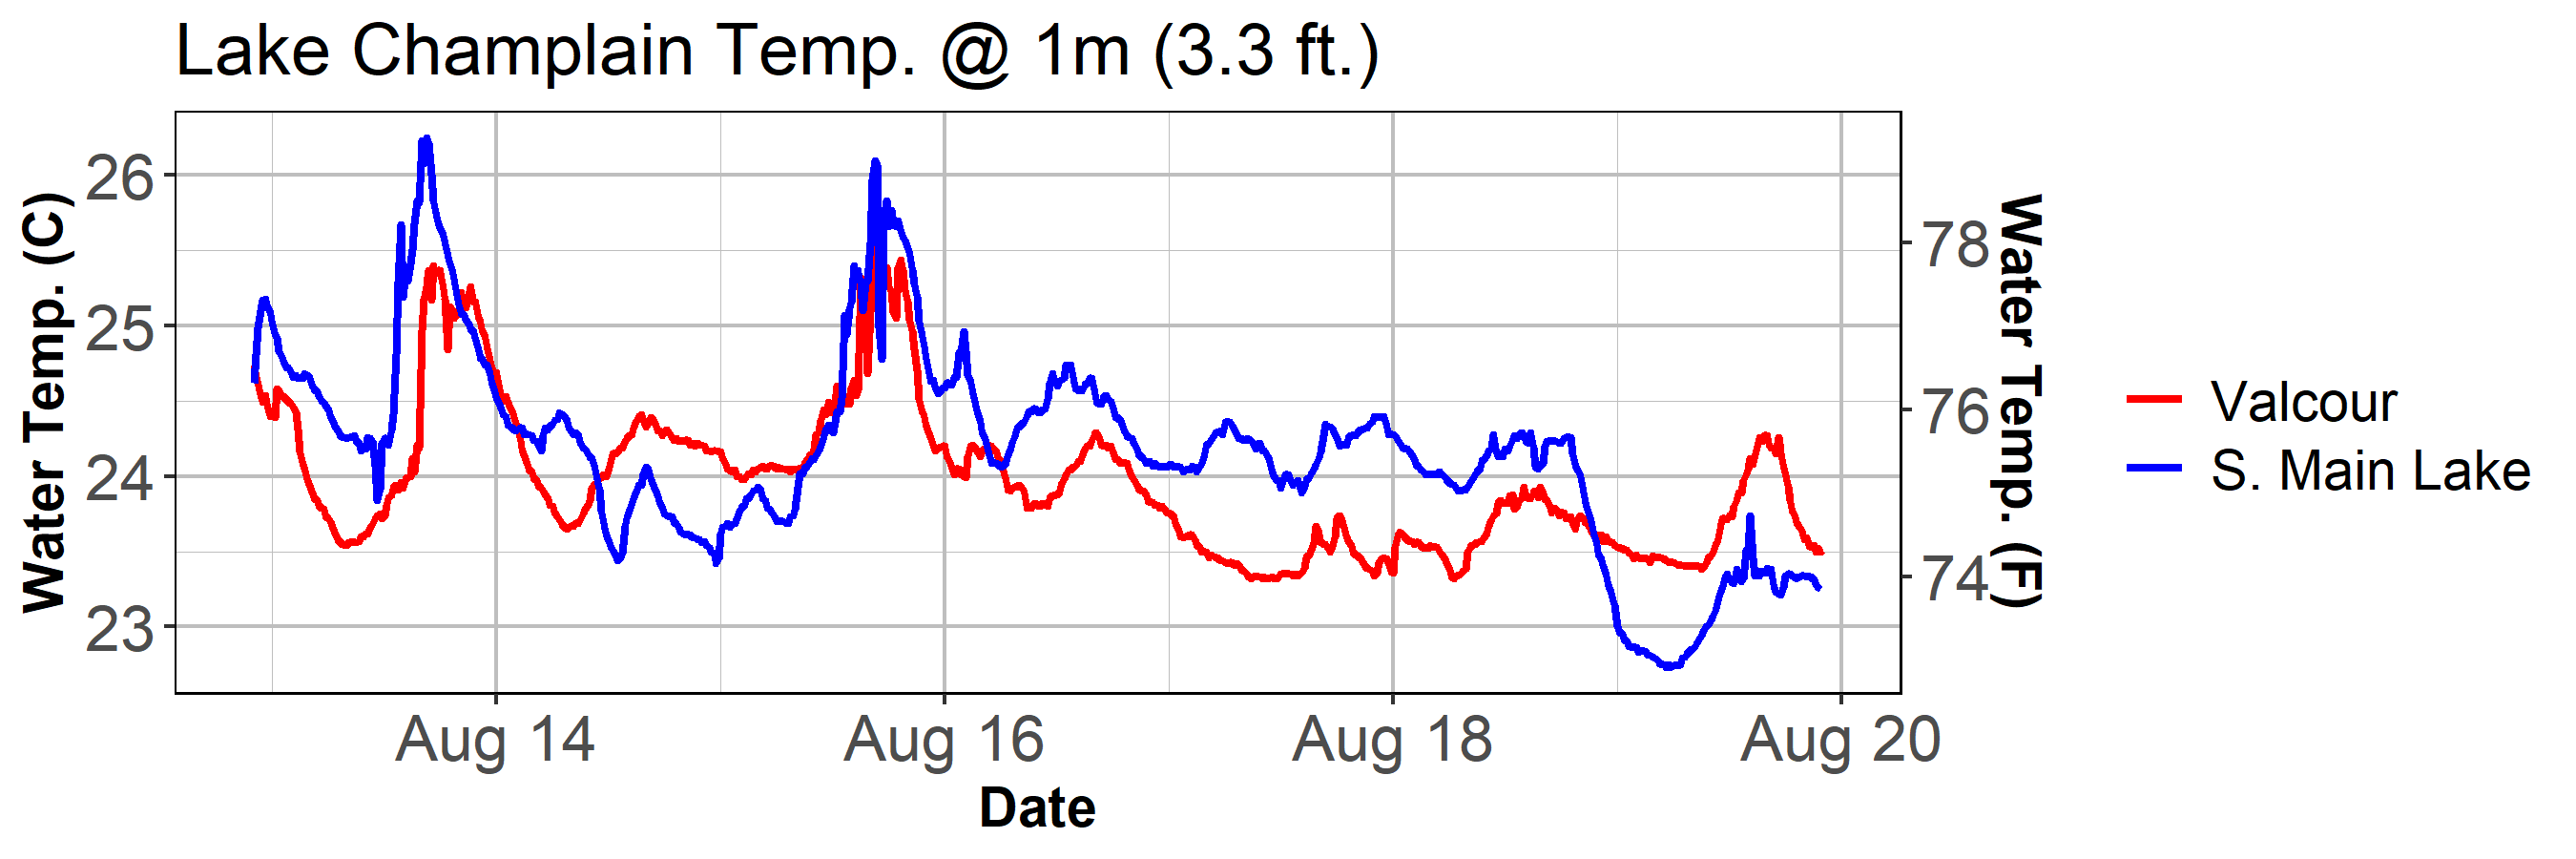 Lake Champlain Temp. @ 1m (3.3 ft.)
Water Temp. (C)
26
25
24
23
78
76
74
Water Temp. (F)
Aug 14
Aug 16
Aug 18
Aug 20
Date
Valcour
S. Main Lake